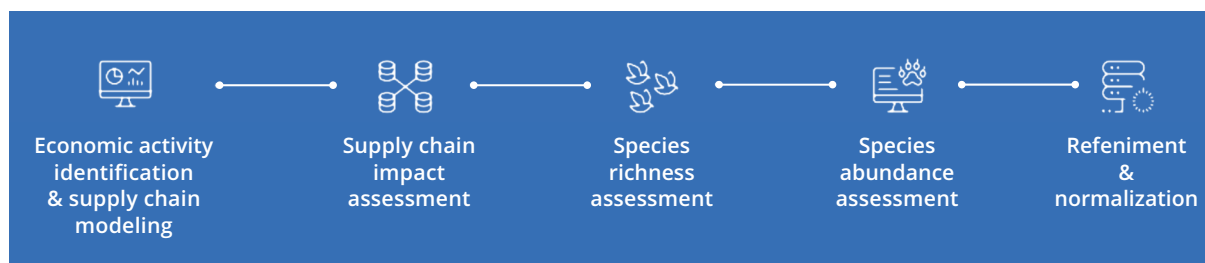 Economic activity
identification
& supply chain
modeling
Supply chain
impact
assessment
Species
richness
assessment
Species
abundance
assessment
Refeniment
&
normalization